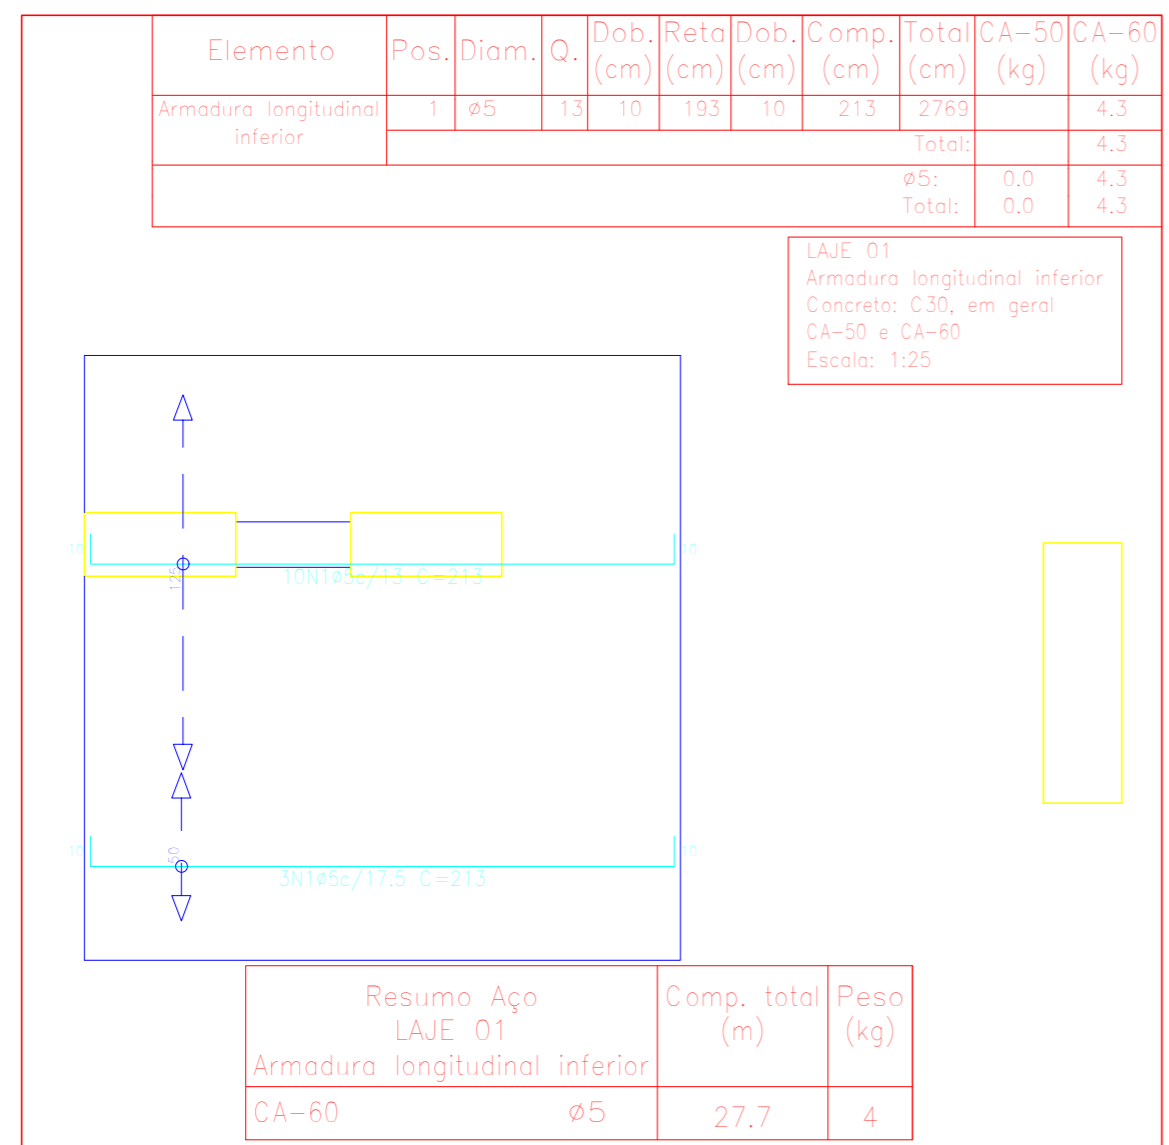 Elemento Pos. Diam. Q. Dob. (cm) Reta (cm) Dob. (cm) Comp. (cm) Total (cm) CA-50 (kg) CA-60 (kg)
Armadura longitudinal inferior 1 ø5 13 10 193 10 213 2769 4.3
Total: 4.3
ø5: 0.0 4.3
Total: 0.0 4.3
LAJE 01
Armadura longitudinal inferior
Concreto: C30, em geral
CA-50 e CA-60
Escala: 1:25
10 10
125
10N1ø5c/13 C=213
10 10
50
3N1ø5c/17.5 C=213
Resumo Aço
LAJE 01
Armadura longitudinal inferior
Comp. total
(m)
Peso
(kg)
CA-60 ø5 27.7 4